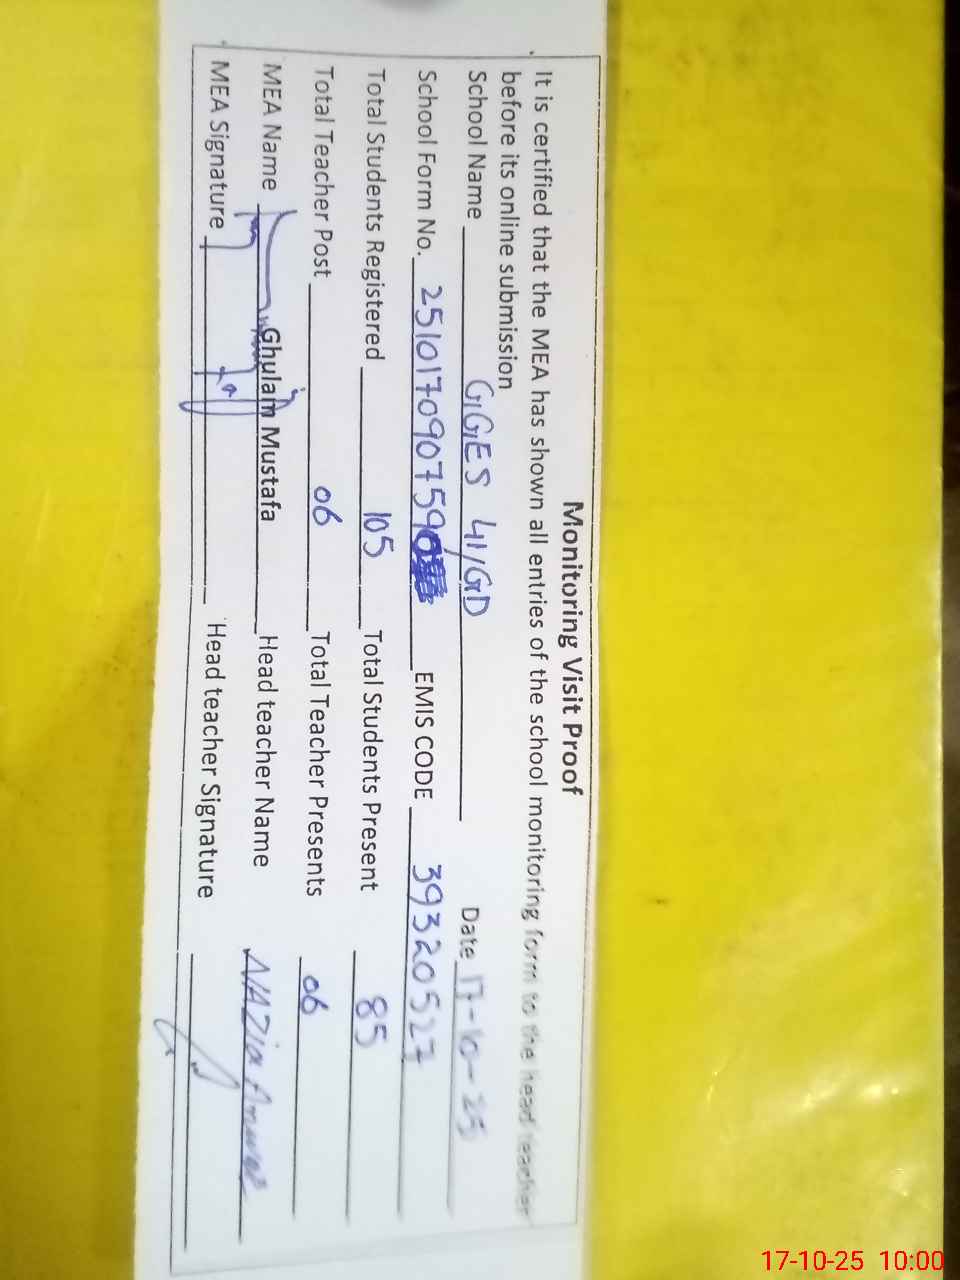 Monitoring Visit Proof
It is certified that the MEA has shown all entries of the school monitoring form to the head teacher
before its online submission
School Name GGES 41/GD Date 17-10-25
School Form No. 2510170907590 EMIS CODE 39320527
Total Students Registered 105 Total Students Present 85
Total Teacher Post 06 Total Teacher Presents 06
MEA Name Ghulam Mustafa Head teacher Name NAZia Anwar
MEA Signature Head teacher Signature
17-10-25 10:00